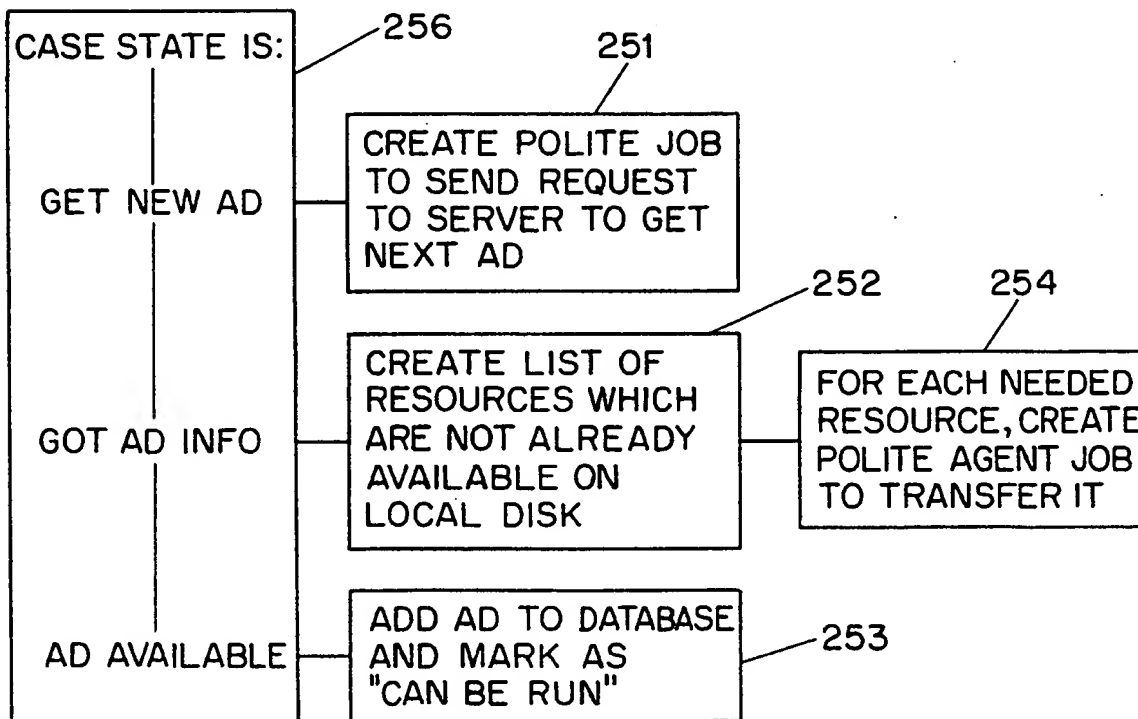 CASE STATE IS:
256
251
CREATE POLITE JOB
TO SEND REQUEST
TO SERVER TO GET
NEXT AD
GET NEW AD
252
254
CREATE LIST OF
RESOURCES WHICH
ARE NOT ALREADY
AVAILABLE ON
LOCAL DISK
FOR EACH NEEDED
RESOURCE, CREATE
POLITE AGENT JOB
TO TRANSFER IT
GOT AD INFO
ADD AD TO DATABASE
AND MARK AS
"CAN BE RUN"
253
AD AVAILABLE